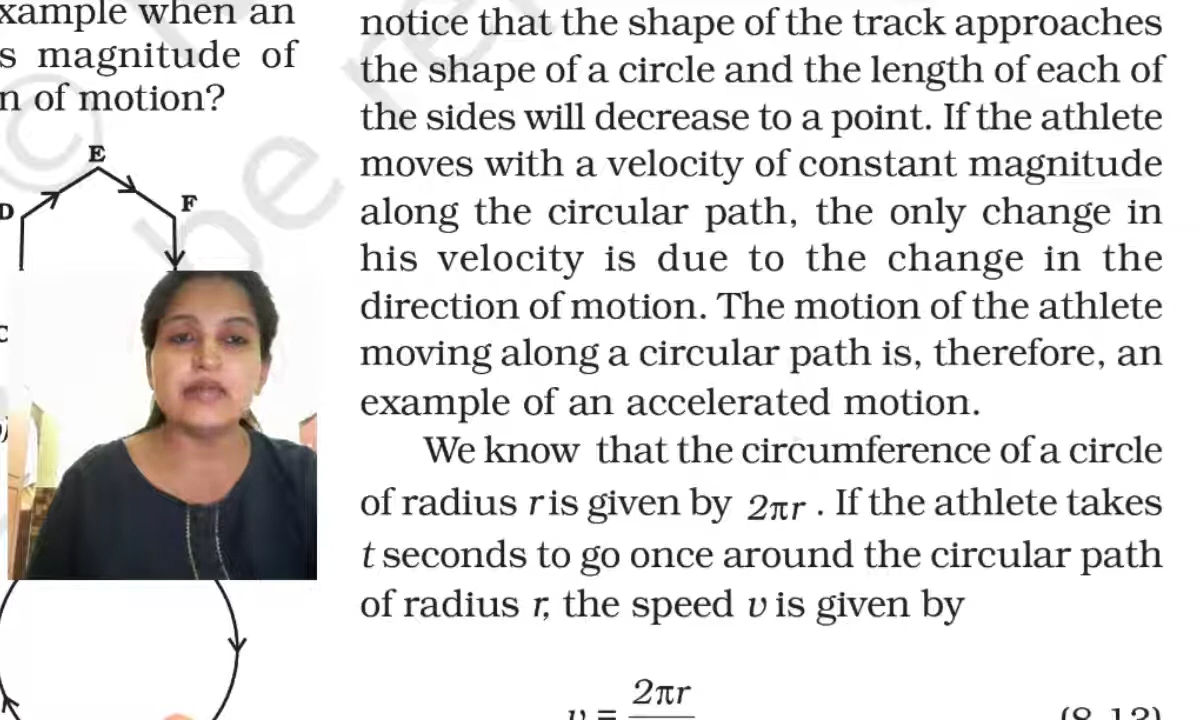 xample when an
s magnitude of
n of motion?
E
D
F
C
notice that the shape of the track approaches
the shape of a circle and the length of each of
the sides will decrease to a point. If the athlete
moves with a velocity of constant magnitude
along the circular path, the only change in
his velocity is due to the change in the
direction of motion. The motion of the athlete
moving along a circular path is, therefore, an
example of an accelerated motion.
We know that the circumference of a circle
of radius r is given by 2πr . If the athlete takes
t seconds to go once around the circular path
of radius r, the speed v is given by
v = 2πr
(8.13)
© be re